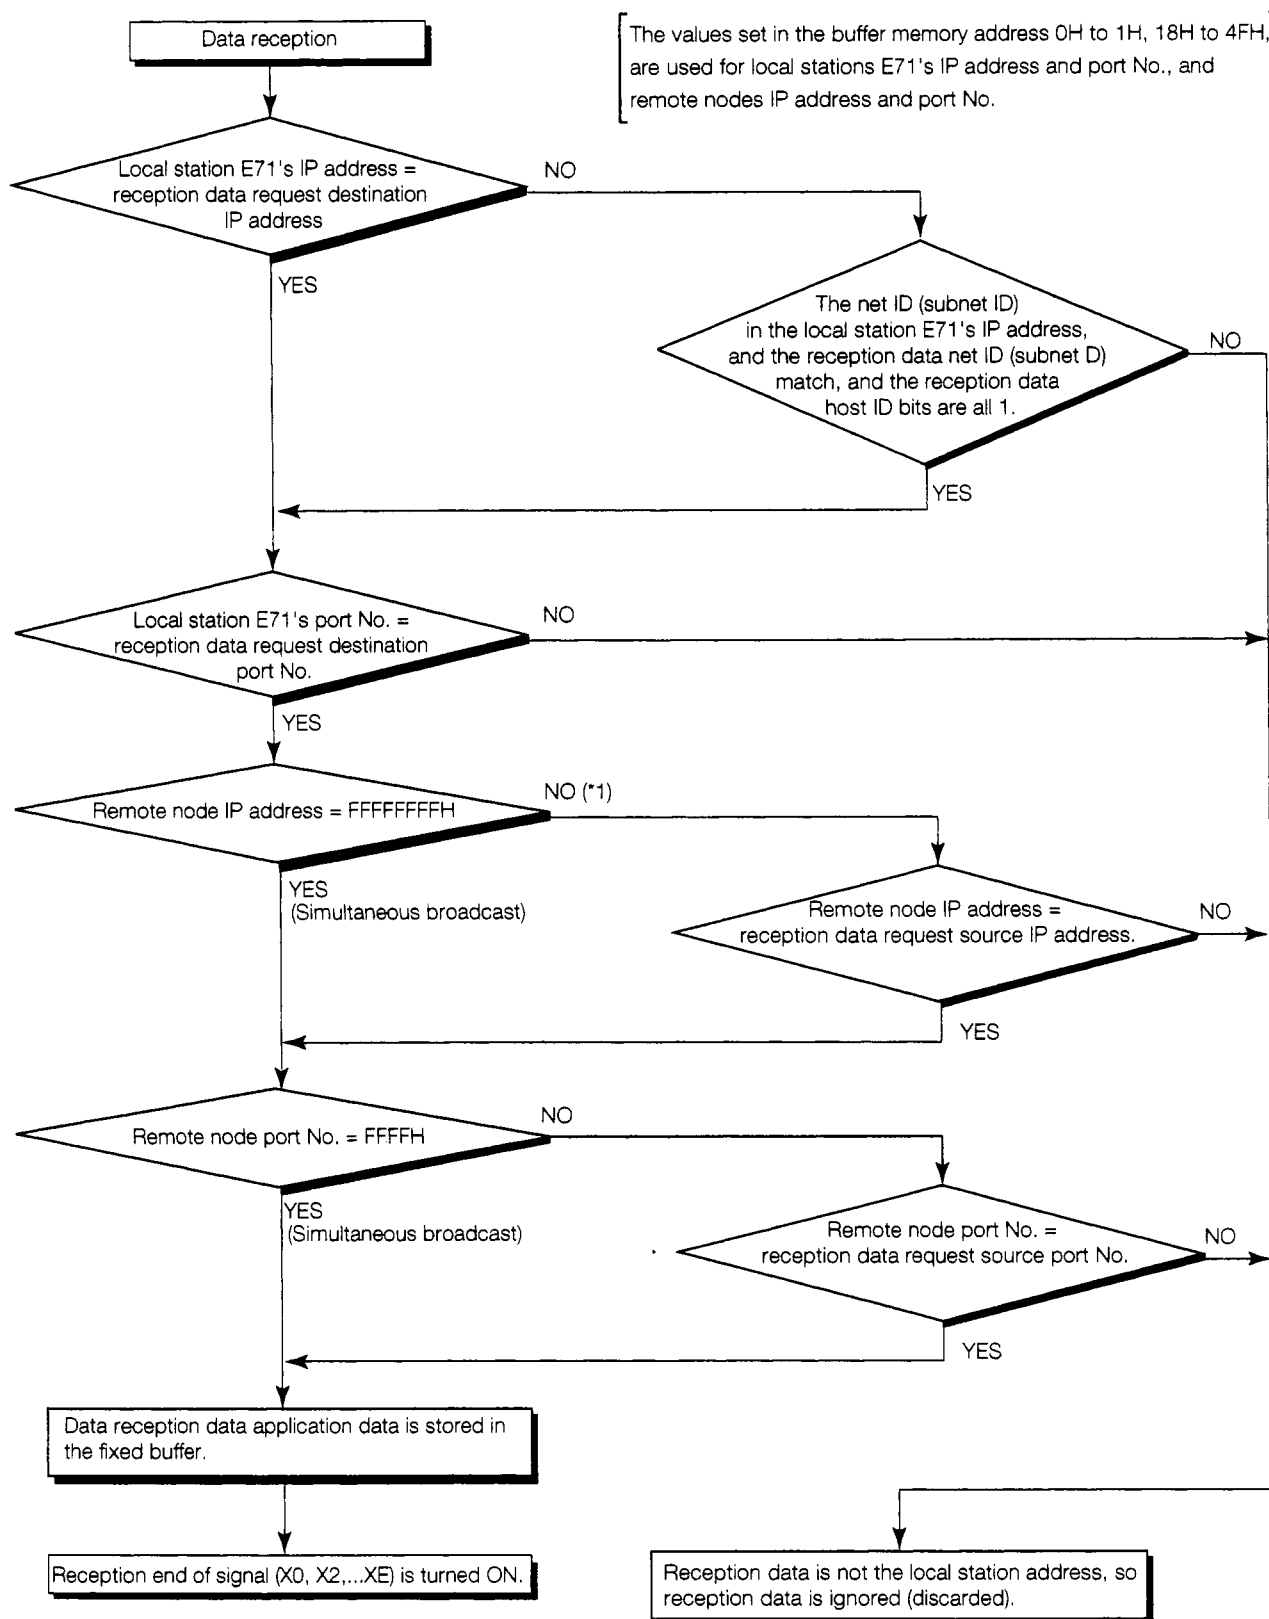 Data reception
The values set in the buffer memory address 0H to 1H, 18H to 4FH,
are used for local stations E71's IP address and port No., and
remote nodes IP address and port No.
Local station E71's IP address =
reception data request destination
IP address
NO
YES
The net ID (subnet ID)
in the local station E71's IP address,
and the reception data net ID (subnet D)
match, and the reception data
host ID bits are all 1.
NO
YES
Local station E71's port No. =
reception data request destination
port No.
NO
YES
Remote node IP address = FFFFFFFFH
NO (*1)
YES
(Simultaneous broadcast)
Remote node IP address =
reception data request source IP address.
NO
YES
Remote node port No. = FFFFH
NO
YES
(Simultaneous broadcast)
Remote node port No. =
reception data request source port No.
NO
YES
Data reception data application data is stored in
the fixed buffer.
Reception end of signal (X0, X2,...XE) is turned ON.
Reception data is not the local station address, so
reception data is ignored (discarded).